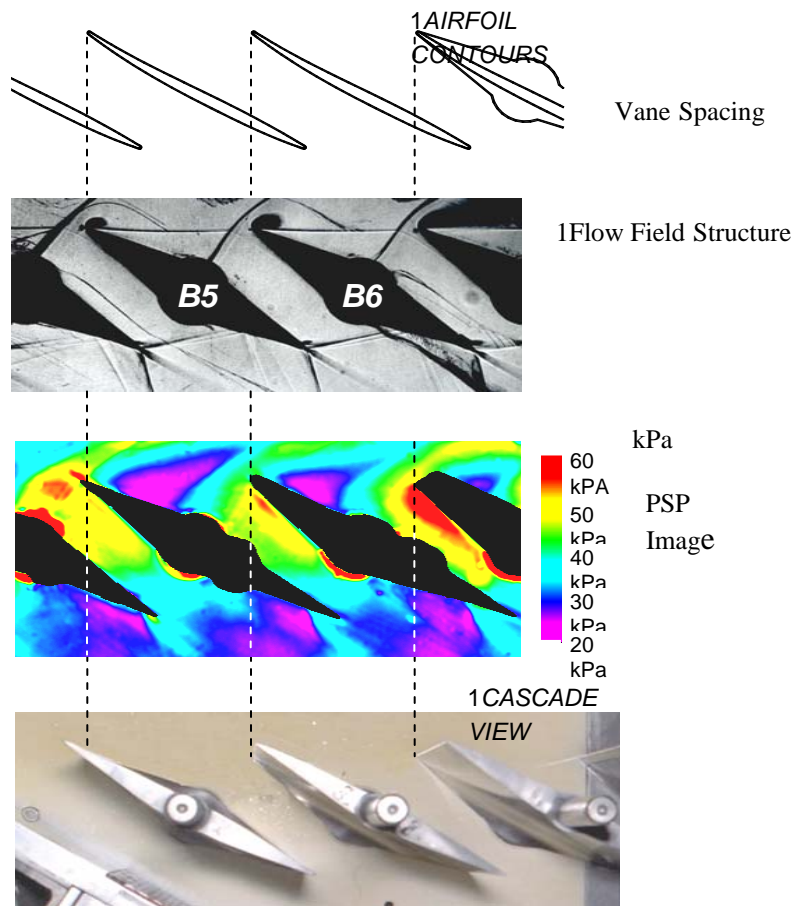 1AIRFOIL
CONTOURS
Vane Spacing
1Flow Field Structure
B5
B6
kPa
60
kPA
50
kPa
40
kPa
30
kPa
20
kPa
PSP
Image
1CASCADE
VIEW